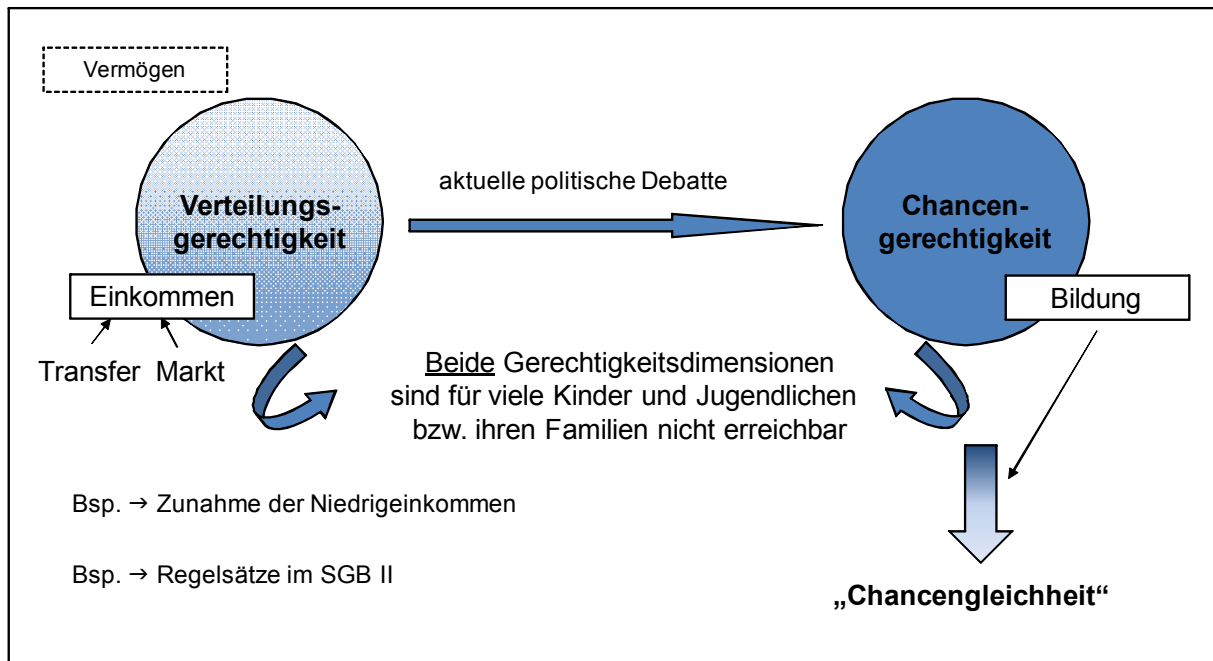 Vermögen
aktuelle politische Debatte
Verteilungs-
gerechtigkeit
Chancen-
gerechtigkeit
Einkommen
Bildung
Transfer Markt
Beide Gerechtigkeitsdimensionen
sind für viele Kinder und Jugendlichen
bzw. ihren Familien nicht erreichbar
Bsp. → Zunahme der Niedrigeinkommen
Bsp. → Regelsätze im SGB II
„Chancengleichheit“